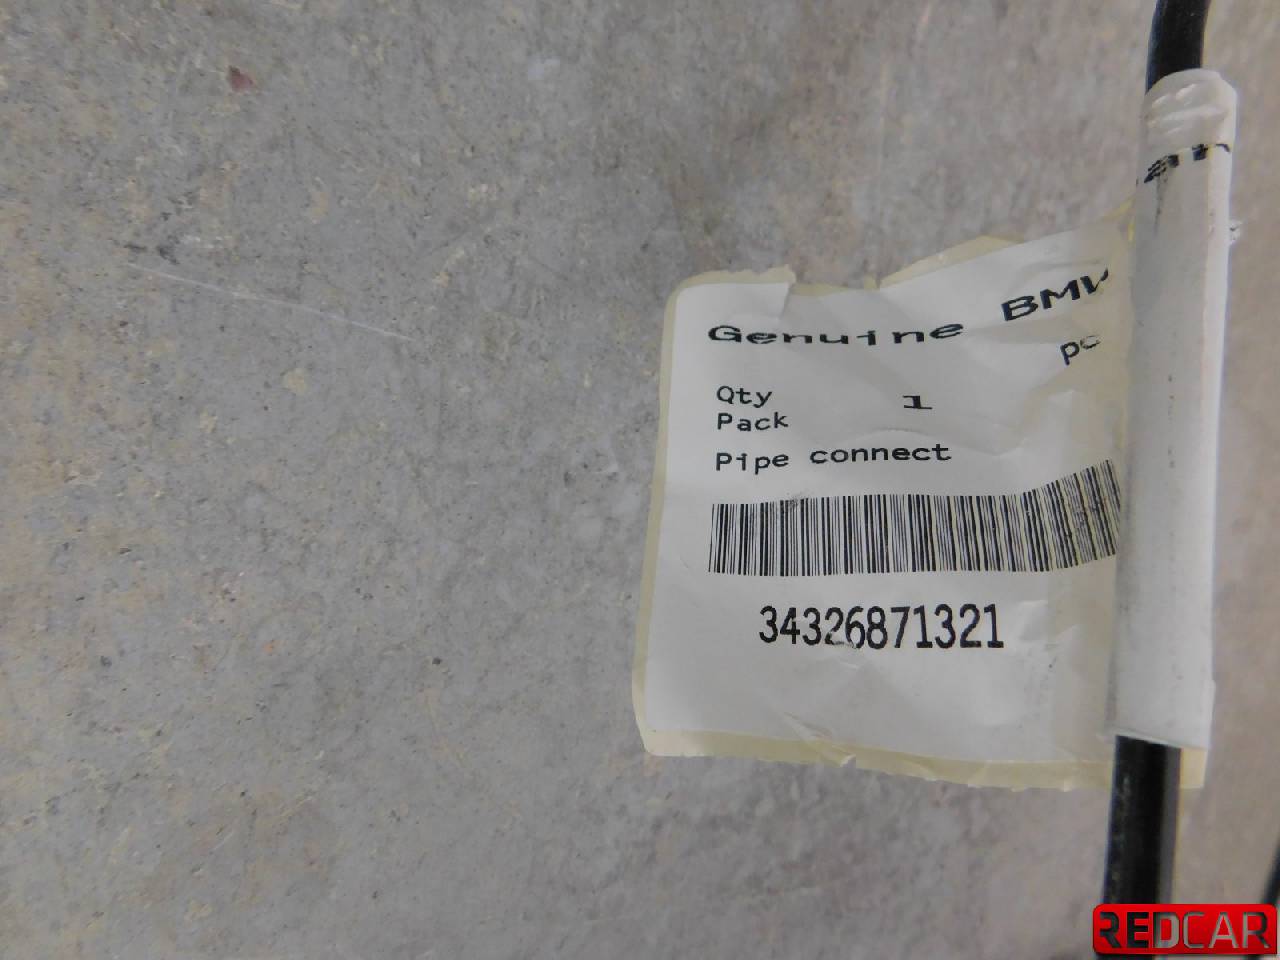 Genuine BMW
pc
Qty 1
Pack
Pipe connect
34326871321
REDCAR